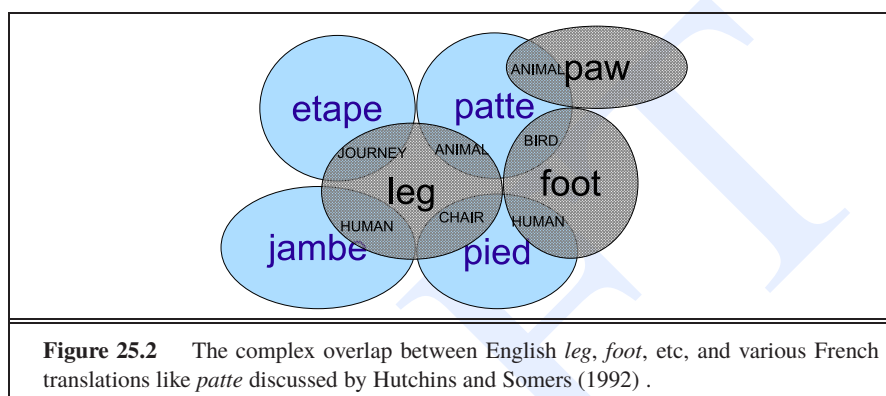 ANIMAL paw
etape patte
BIRD
JOURNEY ANIMAL
leg foot
HUMAN CHAIR HUMAN
jambe pied
Figure 25.2 The complex overlap between English leg, foot, etc, and various French
translations like patte discussed by Hutchins and Somers (1992) .